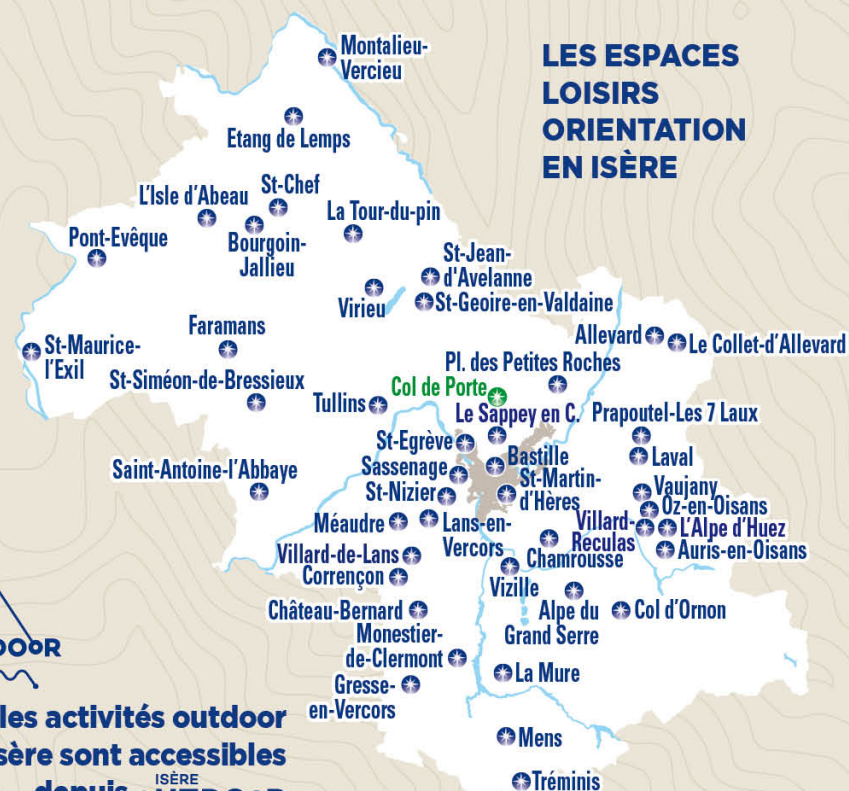 LES ESPACES
LOISIRS
ORIENTATION
EN ISÈRE
Montalieu-
Vercieu
Etang de Lemps
St-Chef
L'Isle d'Abeau
Bourgoin-
Jallieu
La Tour-du-pin
Pont-Evêque
St-Jean-
d'Avelanne
Virieu
St-Geoire-en-Valdaine
Faramans
St-Maurice-
l'Exil
Allevard
Le Collet-d'Allevard
Pl. des Petites Roches
St-Siméon-de-Bressieux
Col de Porte
Tullins
Le Sappey en C.
Prapoutel-Les 7 Laux
St-Egrève
Bastille
Laval
Sassenage
Saint-Antoine-l'Abbaye
St-Martin-
d'Hères
St-Nizier
Vaujany
Oz-en-Oisans
Méaudre
Lans-en-
Vercors
Villard-
Reculas
L'Alpe d'Huez
Auris-en-Oisans
Chamrousse
Villard-de-Lans
Corrençon
Vizille
Château-Bernard
Alpe du
Grand Serre
Col d'Ornon
Monestier-
de-Clermont
La Mure
Gresse-
en-Vercors
Mens
Tréminis
les activités outdoor
sère sont accessibles
depuis
ISÈRE